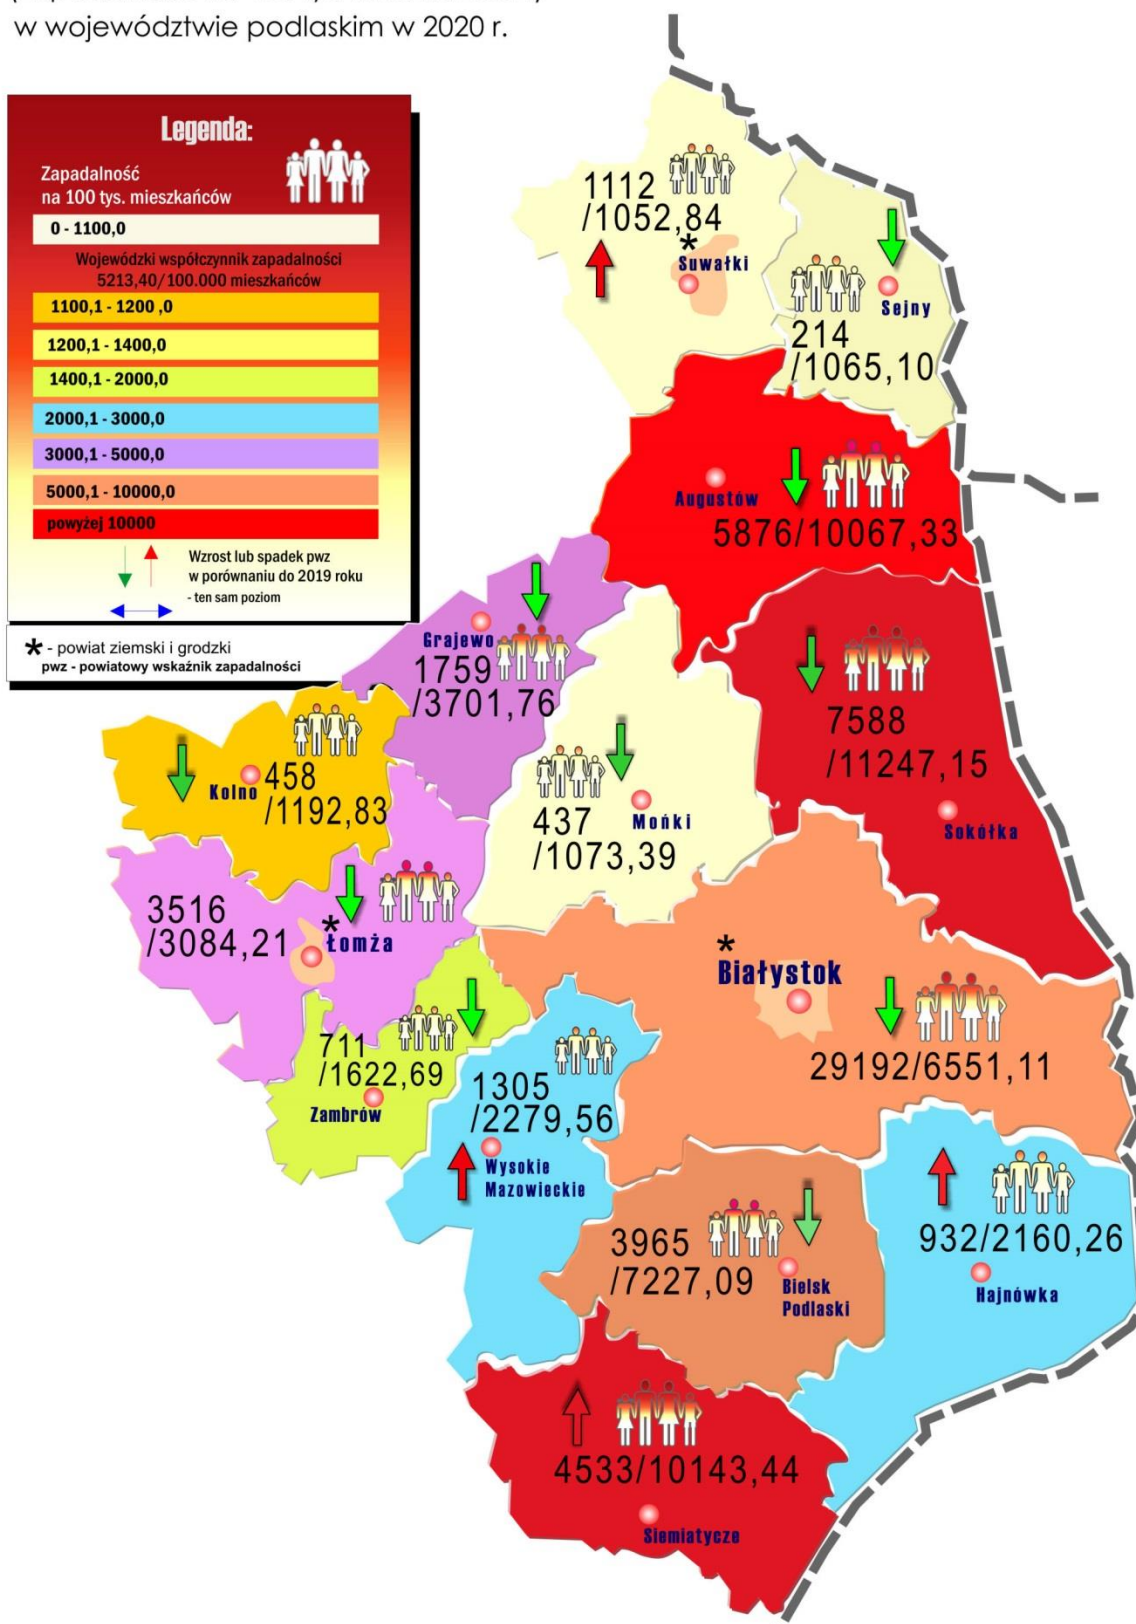 w województwie podlaskim w 2020 r.
Legenda:
Zapadalność
na 100 tys. mieszkańców
0 - 1100,0
Wojewódzki współczynnik zapadalności
5213,40/100.000 mieszkańców
1100,1 - 1200 ,0
1200,1 - 1400,0
1400,1 - 2000,0
2000,1 - 3000,0
3000,1 - 5000,0
5000,1 - 10000,0
powyżej 10000
Wzrost lub spadek pwz
w porównaniu do 2019 roku
- ten sam poziom
* - powiat ziemski i grodzki
pwz - powiatowy wskaźnik zapadalności
1112
/1052,84
*
Suwałki
Sejny
214
/1065,10
Augustów
5876/10067,33
Grajewo
1759
/3701,76
7588
/11247,15
Sokółka
Kolno
458
/1192,83
437
/1073,39
Mońki
3516
/3084,21
*
Łomża
*
Białystok
29192/6551,11
711
/1622,69
Zambrów
1305
/2279,56
Wysokie
Mazowieckie
3965
/7227,09
Bielsk
Podlaski
932/2160,26
Hajnówka
4533/10143,44
Siemiatycze